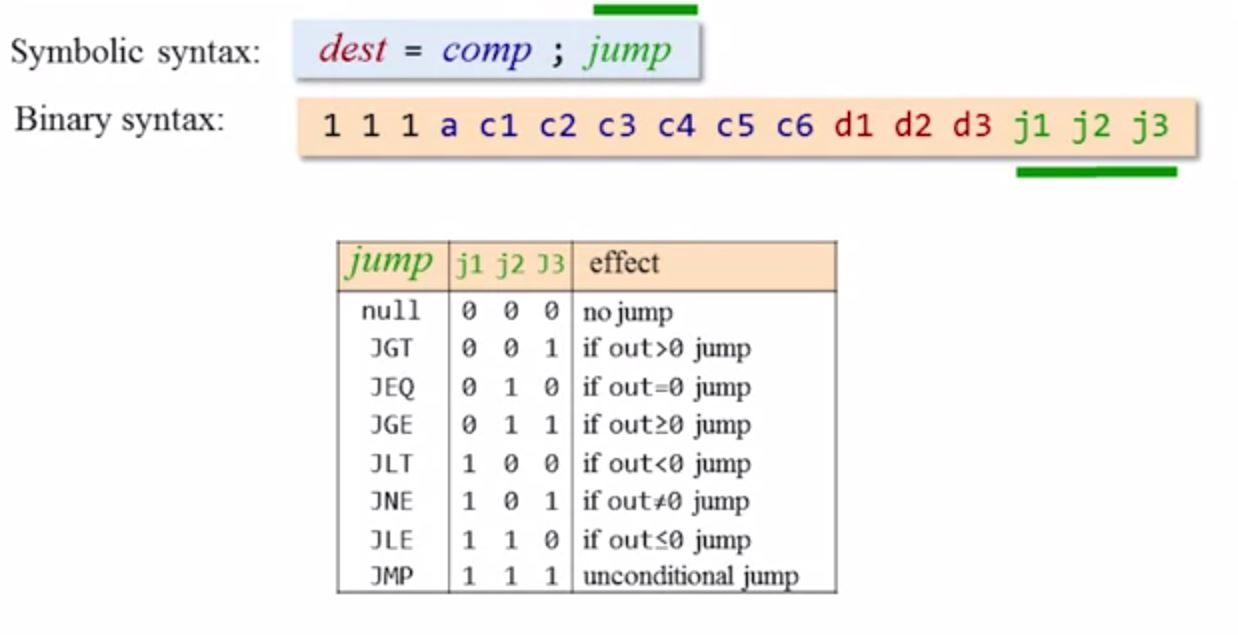 Symbolic syntax: dest = comp ; jump
Binary syntax: 1 1 1 a c1 c2 c3 c4 c5 c6 d1 d2 d3 j1 j2 j3
jump j1 j2 J3 effect
null 0 0 0 no jump
JGT 0 0 1 if out>0 jump
JEQ 0 1 0 if out=0 jump
JGE 0 1 1 if out≥0 jump
JLT 1 0 0 if out<0 jump
JNE 1 0 1 if out≠0 jump
JLE 1 1 0 if out≤0 jump
JMP 1 1 1 unconditional jump